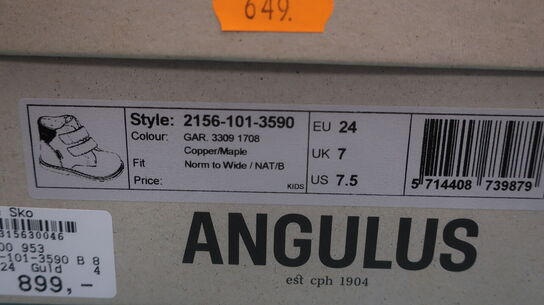 649.
Style: 2156-101-3590
Colour: GAR. 3309 1708
Copper/Maple
Fit Norm to Wide / NAT/B
Price:
KIDS
EU 24
UK 7
US 7.5
5 714408 739879
ANGULUS
est cph 1904
Sko
315630046
00 953
-101-3590 B 8
24 Guld 4
899,-